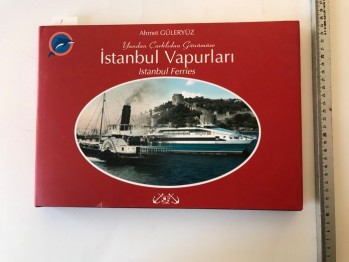 Ahmet GÜLERYÜZ
Yandan Çarklıdan Günümüze
İstanbul Vapurları
Istanbul Ferries